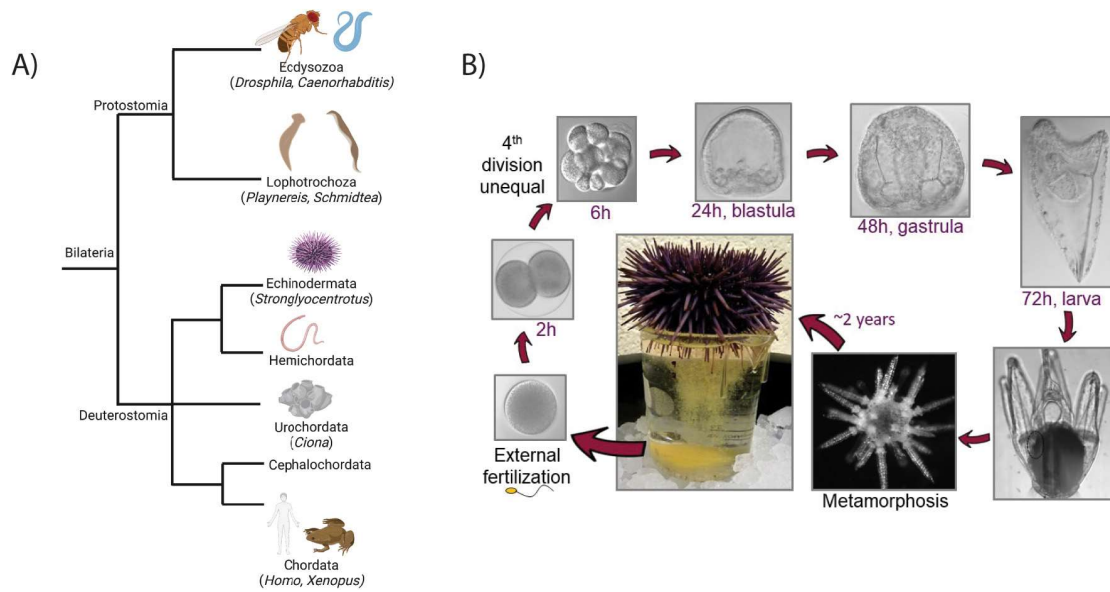 A)
Ecdysozoa
(Drosphila, Caenorhabditis)
Protostomia
Lophotrochoza
(Playnereis, Schmidtea)
Bilateria
Echinodermata
(Stronglyocentrotus)
Hemichordata
Deuterostomia
Urochordata
(Ciona)
Cephalochordata
Chordata
(Homo, Xenopus)
B)
4th
division
unequal
6h
24h, blastula
48h, gastrula
72h, larva
2h
~2 years
External
fertilization
Metamorphosis